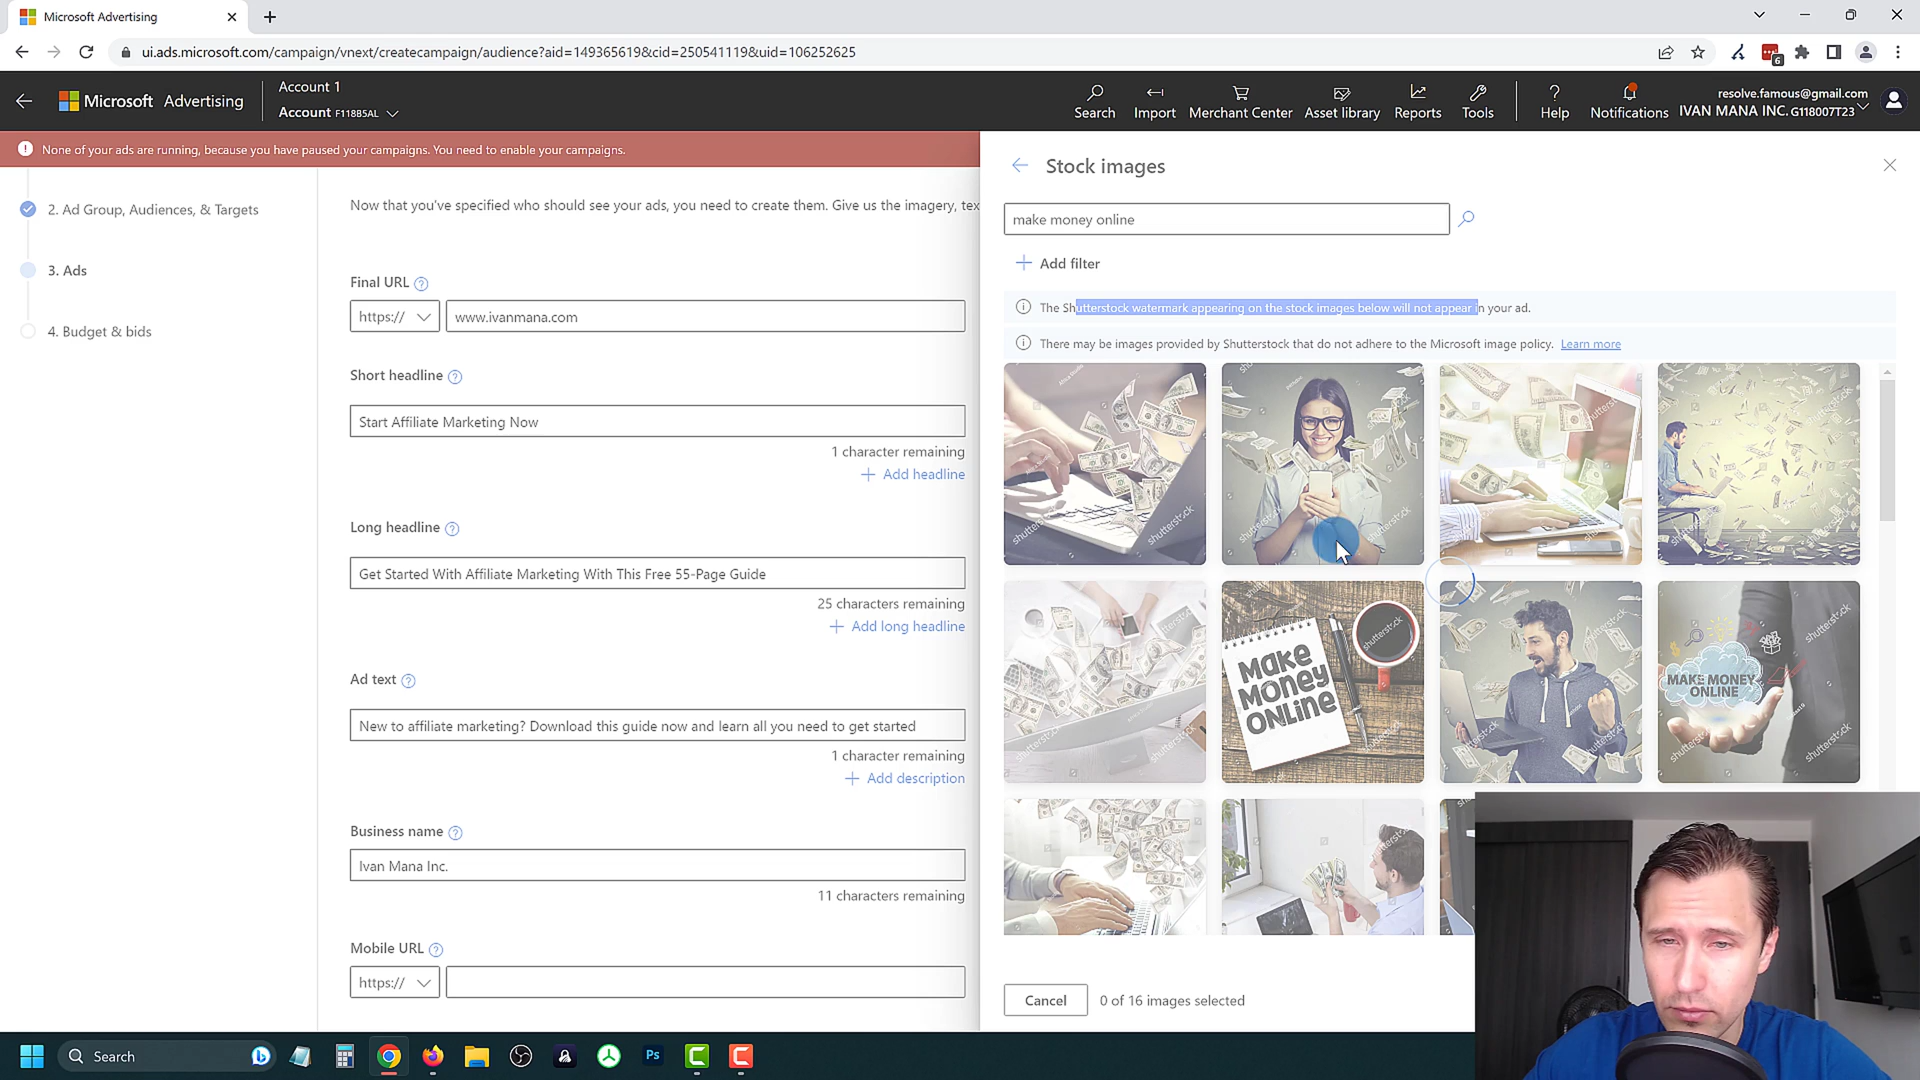 Microsoft Advertising
ui.ads.microsoft.com/campaign/vnext/createcampaign/audience?aid=149365619&cid=250541119&uid=106252625
6
Microsoft Advertising
Account 1
Account F118B5AL
Search
Import
Merchant Center
Asset library
Reports
Tools
Help
Notifications
resolve.famous@gmail.com
IVAN MANA INC. G118007T23
None of your ads are running, because you have paused your campaigns. You need to enable your campaigns.
2. Ad Group, Audiences, & Targets
3. Ads
4. Budget & bids
Now that you've specified who should see your ads, you need to create them. Give us the imagery, tex
Final URL
https://
www.ivanmana.com
Short headline
Start Affiliate Marketing Now
1 character remaining
Add headline
Long headline
Get Started With Affiliate Marketing With This Free 55-Page Guide
25 characters remaining
Add long headline
Ad text
New to affiliate marketing? Download this guide now and learn all you need to get started
1 character remaining
Add description
Business name
Ivan Mana Inc.
11 characters remaining
Mobile URL
https://
Stock images
make money online
Add filter
The Shutterstock watermark appearing on the stock images below will not appear in your ad.
There may be images provided by Shutterstock that do not adhere to the Microsoft image policy. Learn more
shutterstock
shutterstock
shutterstock
shutterstock
MAKE
MONEY
ONLINE
shutterstock
shutterstock
MAKE MONEY
ONLINE
shutterstock
Cancel
0 of 16 images selected
Search
Ps